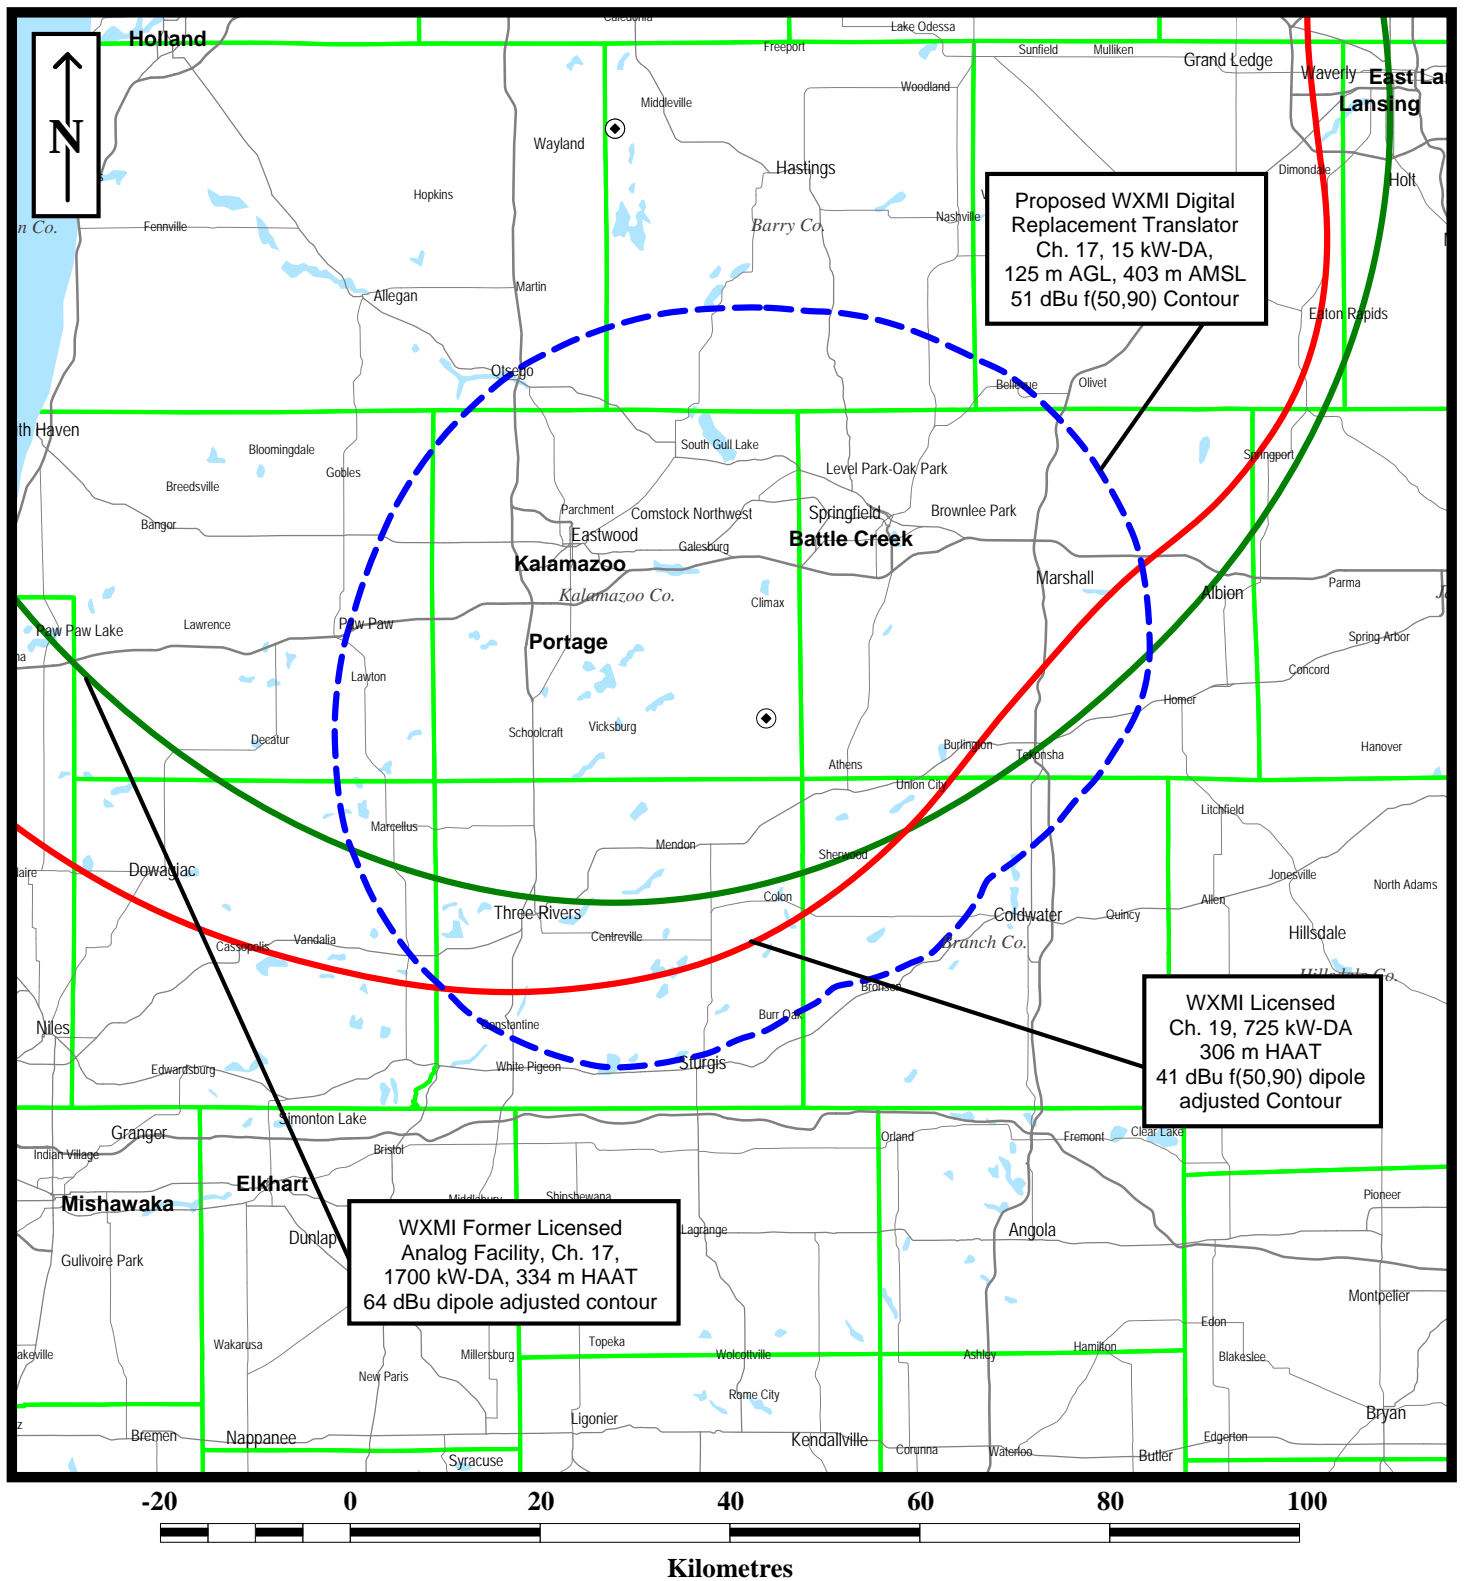 Caledonia
Lake Odessa
Holland
Freeport
Sunfield
Mulliken
Grand Ledge
Waverly
East La
Lansing
Woodland
Middleville
N
Wayland
Hastings
Dimondale
Holt
Hopkins
Nashville
n Co.
Fennville
Barry Co.
Proposed WXMI Digital
Replacement Translator
Ch. 17, 15 kW-DA,
125 m AGL, 403 m AMSL
51 dBu f(50,90) Contour
Martin
Allegan
Eaton Rapids
Otsego
Bellevue
Olivet
th Haven
Bloomingdale
Gobles
South Gull Lake
Level Park-Oak Park
Springport
Breedsville
Bangor
Parchment
Comstock Northwest
Springfield
Brownlee Park
Eastwood
Galesburg
Battle Creek
Kalamazoo
Marshall
Parma
Kalamazoo Co.
Climax
Albion
Paw Paw Lake
Lawrence
Paw Paw
Portage
Spring Arbor
na
Lawton
Concord
Homer
Schoolcraft
Vicksburg
Decatur
Burlington
Tekonsha
Hanover
Athens
Union City
Litchfield
Marcellus
Mendon
Sherwood
laire
Dowagiac
Jonesville
North Adams
Colon
Allen
Three Rivers
Coldwater
Quincy
Vandalia
Centreville
Cassopolis
Branch Co.
Hillsdale
Hillsdale Co.
Bronson
Niles
Constantine
Burr Oak
WXMI Licensed
Ch. 19, 725 kW-DA
306 m HAAT
41 dBu f(50,90) dipole
adjusted Contour
Edwardsburg
White Pigeon
Sturgis
Simonton Lake
Granger
Orland
Fremont
Clear Lake
Indian Village
Bristol
Elkhart
Mishawaka
Middlebury
Shipshewana
Pioneer
Dunlap
WXMI Former Licensed
Analog Facility, Ch. 17,
1700 kW-DA, 334 m HAAT
64 dBu dipole adjusted contour
Lagrange
Angola
Gulivoire Park
Montpelier
Edon
Wakarusa
Topeka
Hamilton
akeville
Millersburg
Wolcottville
Ashley
Blakeslee
New Paris
Rome City
z
Ligonier
Bryan
Bremen
Nappanee
Kendallville
Edgerton
Corunna
Waterloo
Butler
Syracuse
-20 0 20 40 60 80 100
Kilometres